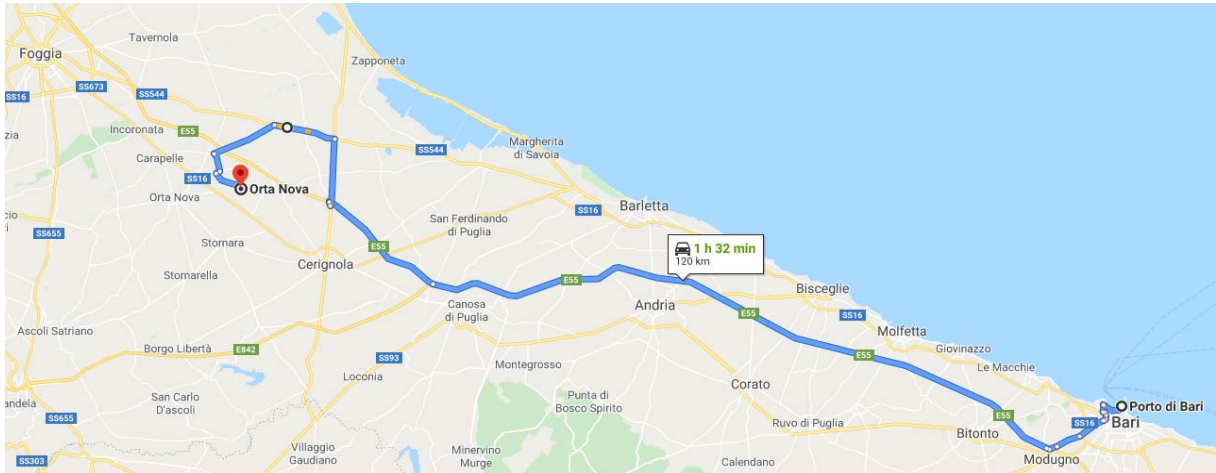 Tavernola
Foggia
Zapponeta
SS673
SS16
SS544
Incoronata
E55
Margherita
di Savoia
SS544
Carapelle
SS16
Orta Nova
Orta Nova
Barletta
SS655
San Ferdinando
di Puglia
SS16
Stornara
E55
1 h 32 min
120 km
Cerignola
Stornarella
E55
Bisceglie
Canosa
di Puglia
Andria
E55
SS16
Molfetta
Ascoli Satriano
Borgo Libertà
E842
SS93
E55
Giovinazzo
Montegrosso
Le Macchie
Loconia
Corato
San Carlo
D'ascoli
Punta di
Bosco Spirito
Porto di Bari
andela
SS655
E55
SS16
Bari
Ruvo di Puglia
Bitonto
Villaggio
Gaudiano
Minervino
Murge
Modugno
SS303
Calendano